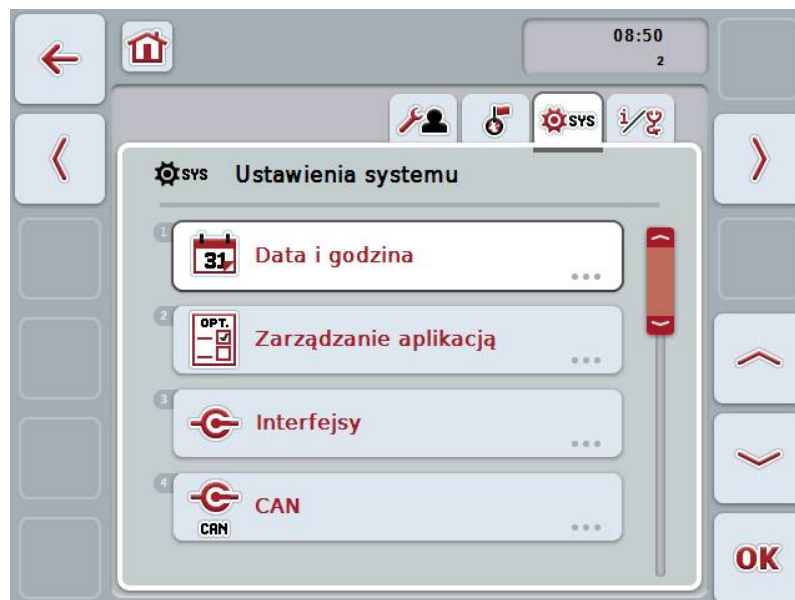 08:50
2
SYS
i/
SYS Ustawienia systemu
1
31
Data i godzina
2
OPT.
Zarządzanie aplikacją
3
Interfejsy
4
CAN
CAN
OK